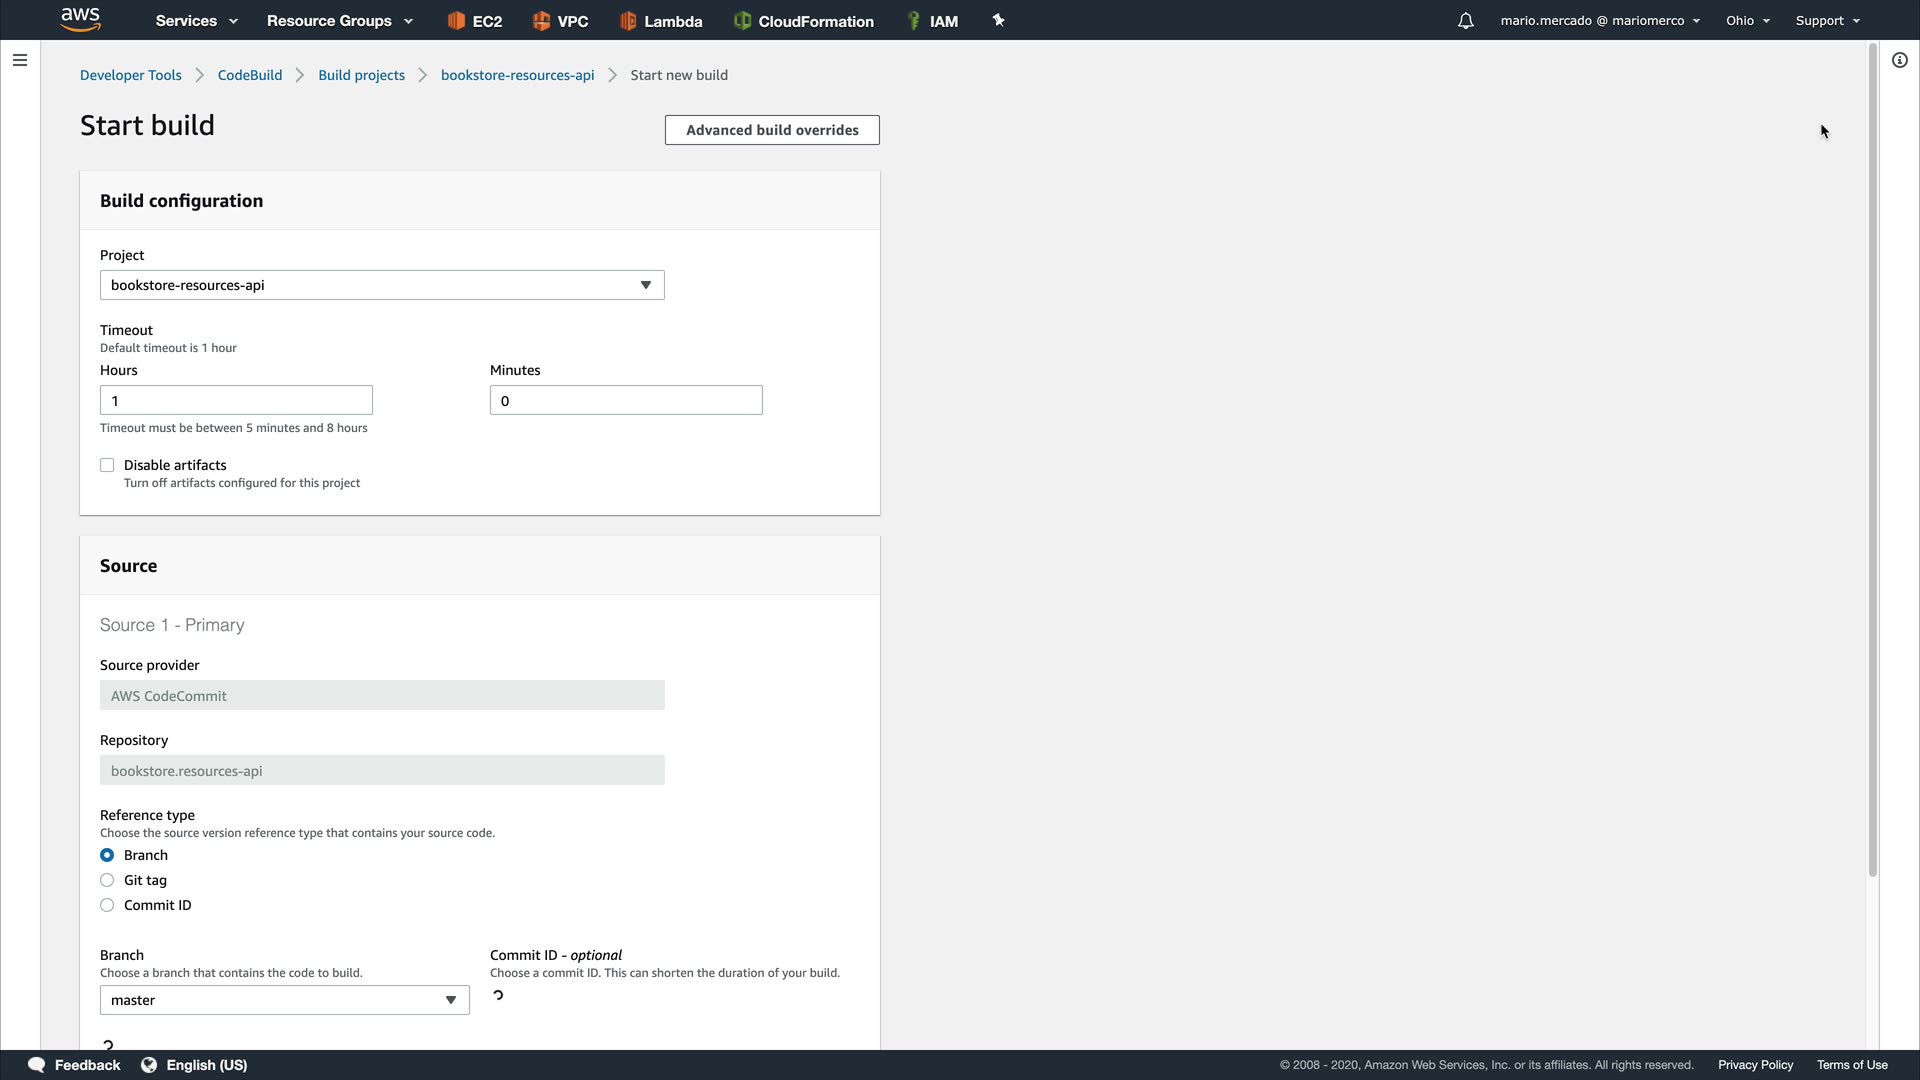 aws Services Resource Groups EC2 VPC Lambda CloudFormation IAM mario.mercado @ mariomerco Ohio Support
Developer Tools CodeBuild Build projects bookstore-resources-api Start new build
Start build
Advanced build overrides
Build configuration
Project
bookstore-resources-api
Timeout
Default timeout is 1 hour
Hours Minutes
1 0
Timeout must be between 5 minutes and 8 hours
Disable artifacts
Turn off artifacts configured for this project
Source
Source 1 - Primary
Source provider
AWS CodeCommit
Repository
bookstore.resources-api
Reference type
Choose the source version reference type that contains your source code.
Branch
Git tag
Commit ID
Branch Commit ID - optional
Choose a branch that contains the code to build. Choose a commit ID. This can shorten the duration of your build.
master
Feedback English (US) © 2008 - 2020, Amazon Web Services, Inc. or its affiliates. All rights reserved. Privacy Policy Terms of Use